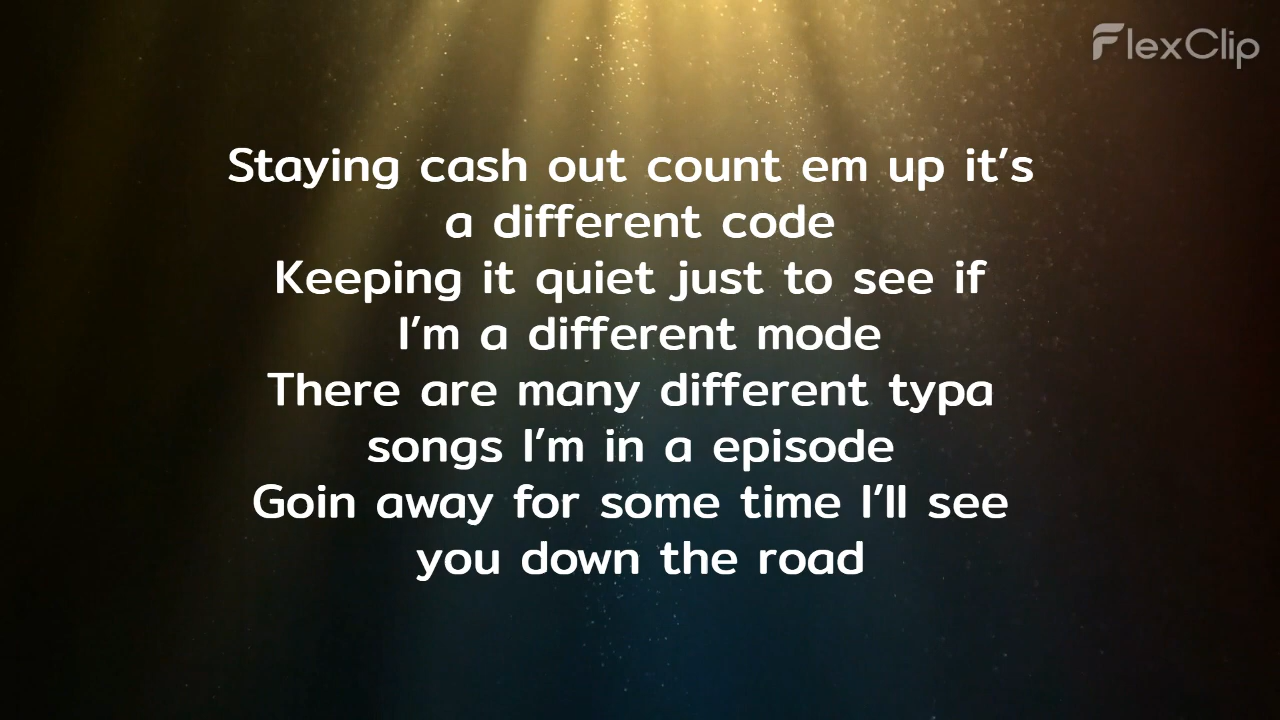 FlexClip
Staying cash out count em up it's
a different code
Keeping it quiet just to see if
I'm a different mode
There are many different typa
songs I'm in a episode
Goin away for some time I'll see
you down the road